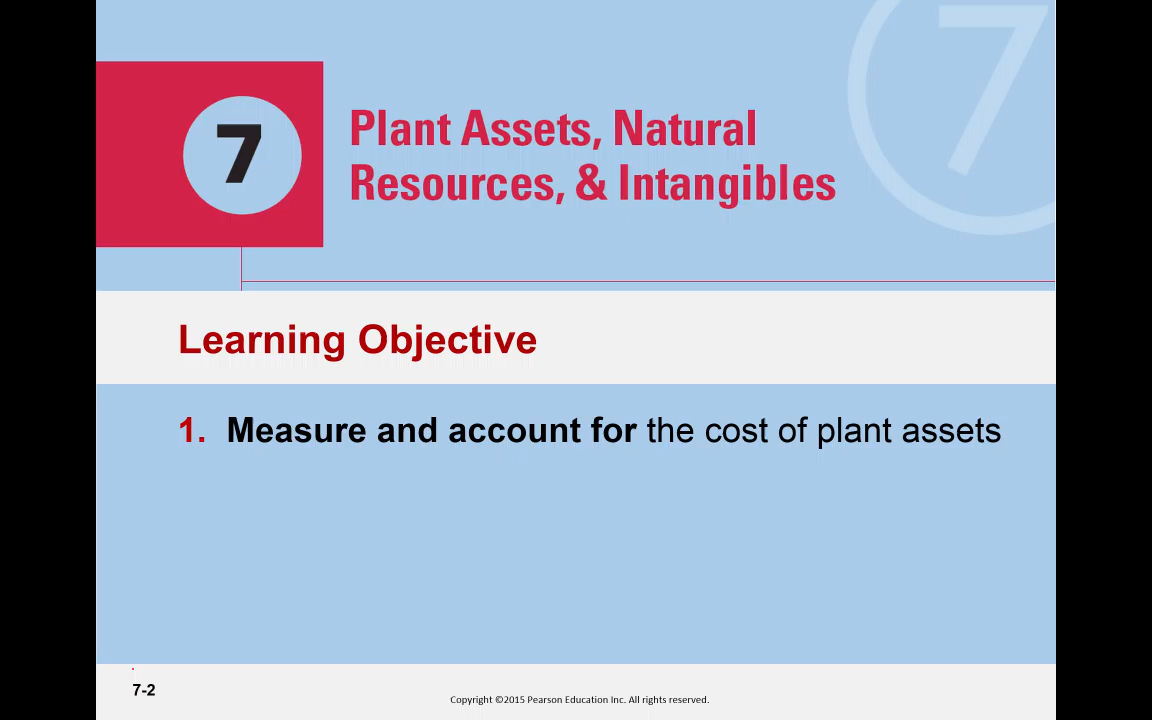 7
7
Plant Assets, Natural
Resources, & Intangibles
Learning Objective
1. Measure and account for the cost of plant assets
7-2
Copyright ©2015 Pearson Education Inc. All rights reserved.